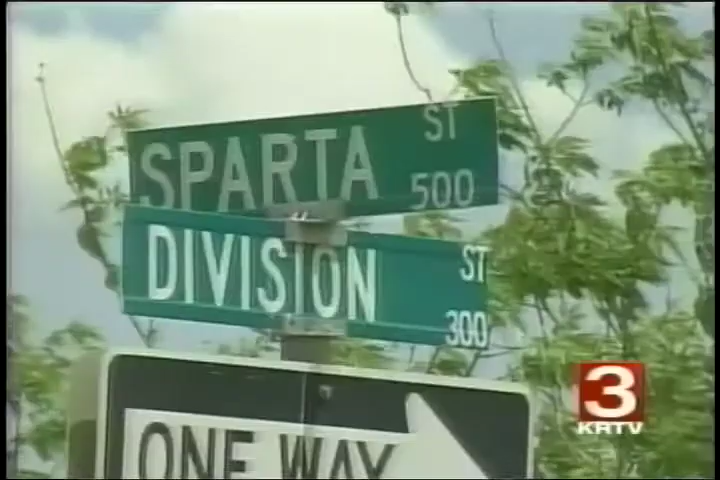 SPARTA ST 500
DIVISION ST 300
ONE WAY
3
KRTV